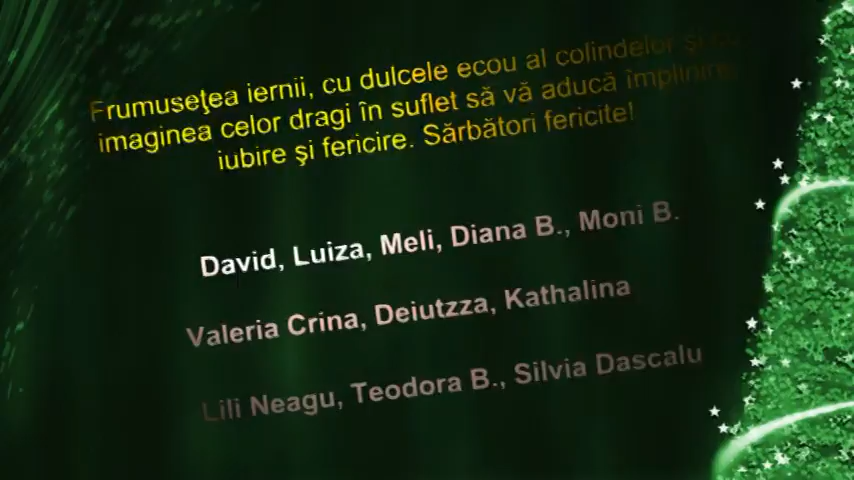 Frumuseţea iernii, cu dulcele ecou al colindelor şi cu
imaginea celor dragi în suflet să vă aducă împlinire,
iubire şi fericire. Sărbători fericite!
David, Luiza, Meli, Diana B., Moni B.
Valeria Crina, Deiutzza, Kathalina
Lili Neagu, Teodora B., Silvia Dascalu